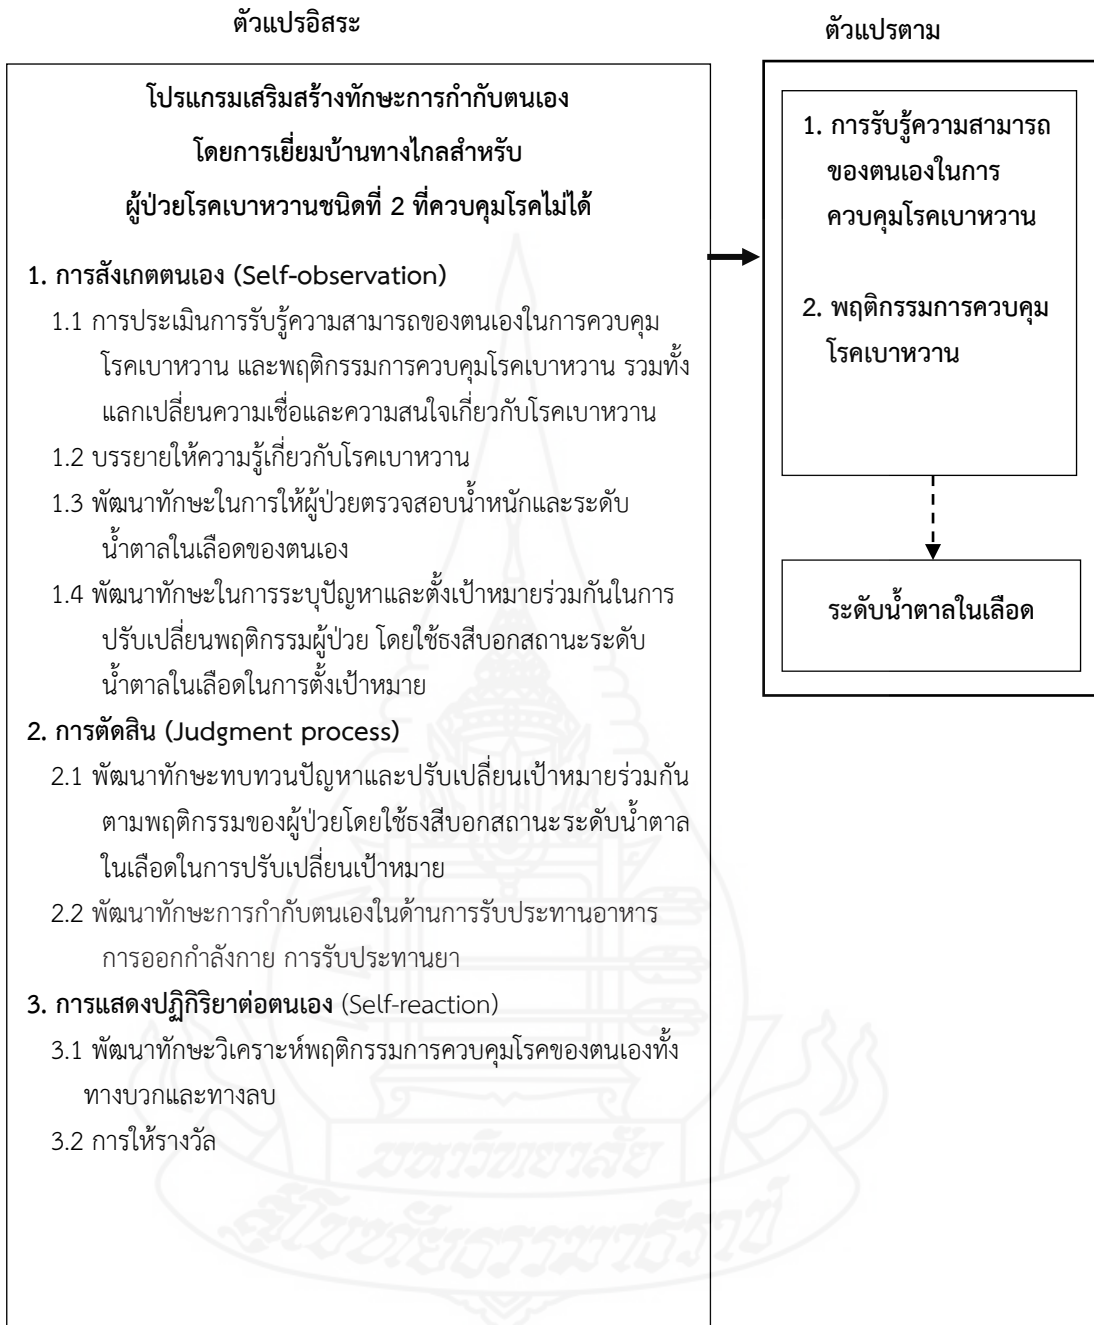 ตัวแปรอิสระ
ตัวแปรตาม
โปรแกรมเสริมสร้างทักษะการกำกับตนเอง
โดยการเยี่ยมบ้านทางไกลสำหรับ
ผู้ป่วยโรคเบาหวานชนิดที่ 2 ที่ควบคุมโรคไม่ได้
1. การสังเกตตนเอง (Self-observation)
1.1 การประเมินการรับรู้ความสามารถของตนเองในการควบคุม
โรคเบาหวาน และพฤติกรรมการควบคุมโรคเบาหวาน รวมทั้ง
แลกเปลี่ยนความเชื่อและความสนใจเกี่ยวกับโรคเบาหวาน
1.2 บรรยายให้ความรู้เกี่ยวกับโรคเบาหวาน
1.3 พัฒนาทักษะในการให้ผู้ป่วยตรวจสอบน้ำหนักและระดับ
น้ำตาลในเลือดของตนเอง
1.4 พัฒนาทักษะในการระบุปัญหาและตั้งเป้าหมายร่วมกันในการ
ปรับเปลี่ยนพฤติกรรมผู้ป่วย โดยใช้ธงสีบอกสถานะระดับ
น้ำตาลในเลือดในการตั้งเป้าหมาย
2. การตัดสิน (Judgment process)
2.1 พัฒนาทักษะทบทวนปัญหาและปรับเปลี่ยนเป้าหมายร่วมกัน
ตามพฤติกรรมของผู้ป่วยโดยใช้ธงสีบอกสถานะระดับน้ำตาล
ในเลือดในการปรับเปลี่ยนเป้าหมาย
2.2 พัฒนาทักษะการกำกับตนเองในด้านการรับประทานอาหาร
การออกกำลังกาย การรับประทานยา
3. การแสดงปฏิกิริยาต่อตนเอง (Self-reaction)
3.1 พัฒนาทักษะวิเคราะห์พฤติกรรมการควบคุมโรคของตนเองทั้ง
ทางบวกและทางลบ
3.2 การให้รางวัล
1. การรับรู้ความสามารถ
ของตนเองในการ
ควบคุมโรคเบาหวาน
2. พฤติกรรมการควบคุม
โรคเบาหวาน
ระดับน้ำตาลในเลือด
มหาวิทยาลัย
สุโขทัยธรรมาธิราช